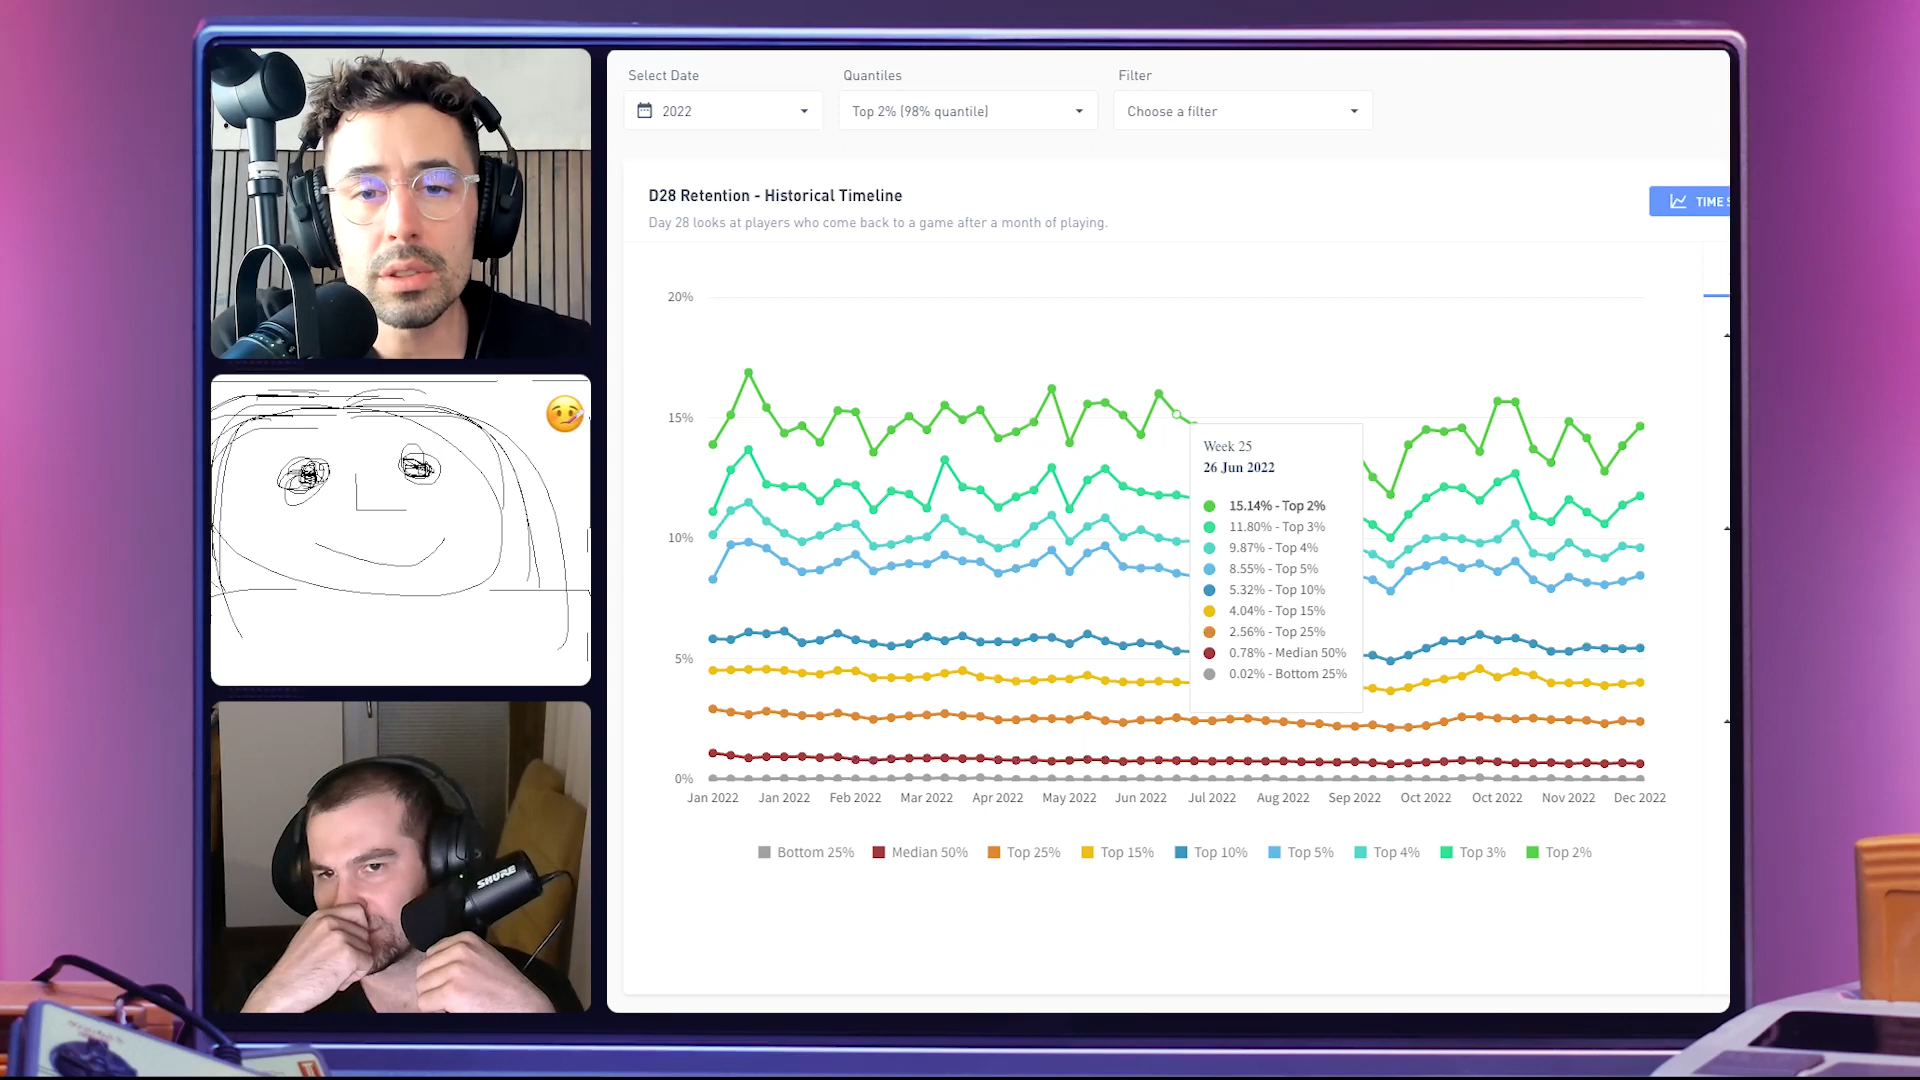 Select Date
Quantiles
Filter
2022
Top 2% (98% quantile)
Choose a filter
D28 Retention - Historical Timeline
Day 28 looks at players who come back to a game after a month of playing.
TIME S
20%
15%
10%
5%
0%
Week 25
26 Jun 2022
15.14% - Top 2%
11.80% - Top 3%
9.87% - Top 4%
8.55% - Top 5%
5.32% - Top 10%
4.04% - Top 15%
2.56% - Top 25%
0.78% - Median 50%
0.02% - Bottom 25%
Jan 2022 Jan 2022 Feb 2022 Mar 2022 Apr 2022 May 2022 Jun 2022 Jul 2022 Aug 2022 Sep 2022 Oct 2022 Oct 2022 Nov 2022 Dec 2022
Bottom 25% Median 50% Top 25% Top 15% Top 10% Top 5% Top 4% Top 3% Top 2%
SHURE